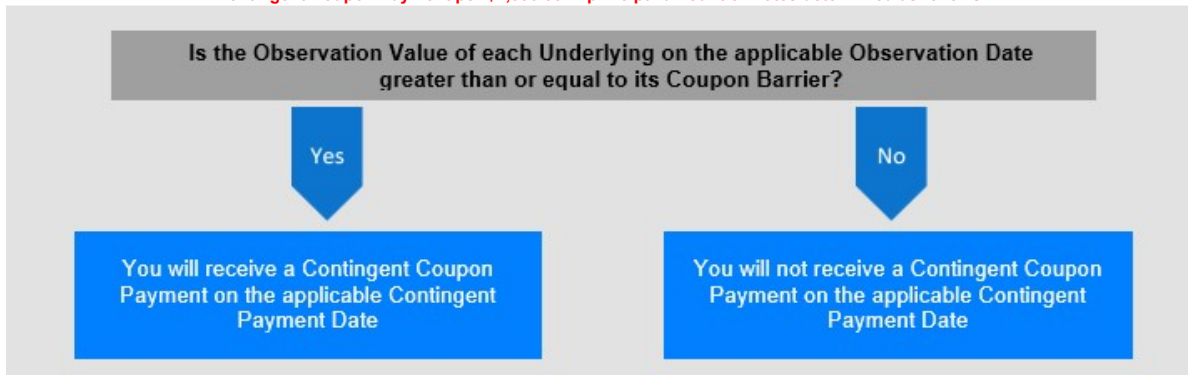 Is the Observation Value of each Underlying on the applicable Observation Date
greater than or equal to its Coupon Barrier?
Yes
No
You will receive a Contingent Coupon
Payment on the applicable Contingent
Payment Date
You will not receive a Contingent Coupon
Payment on the applicable Contingent
Payment Date